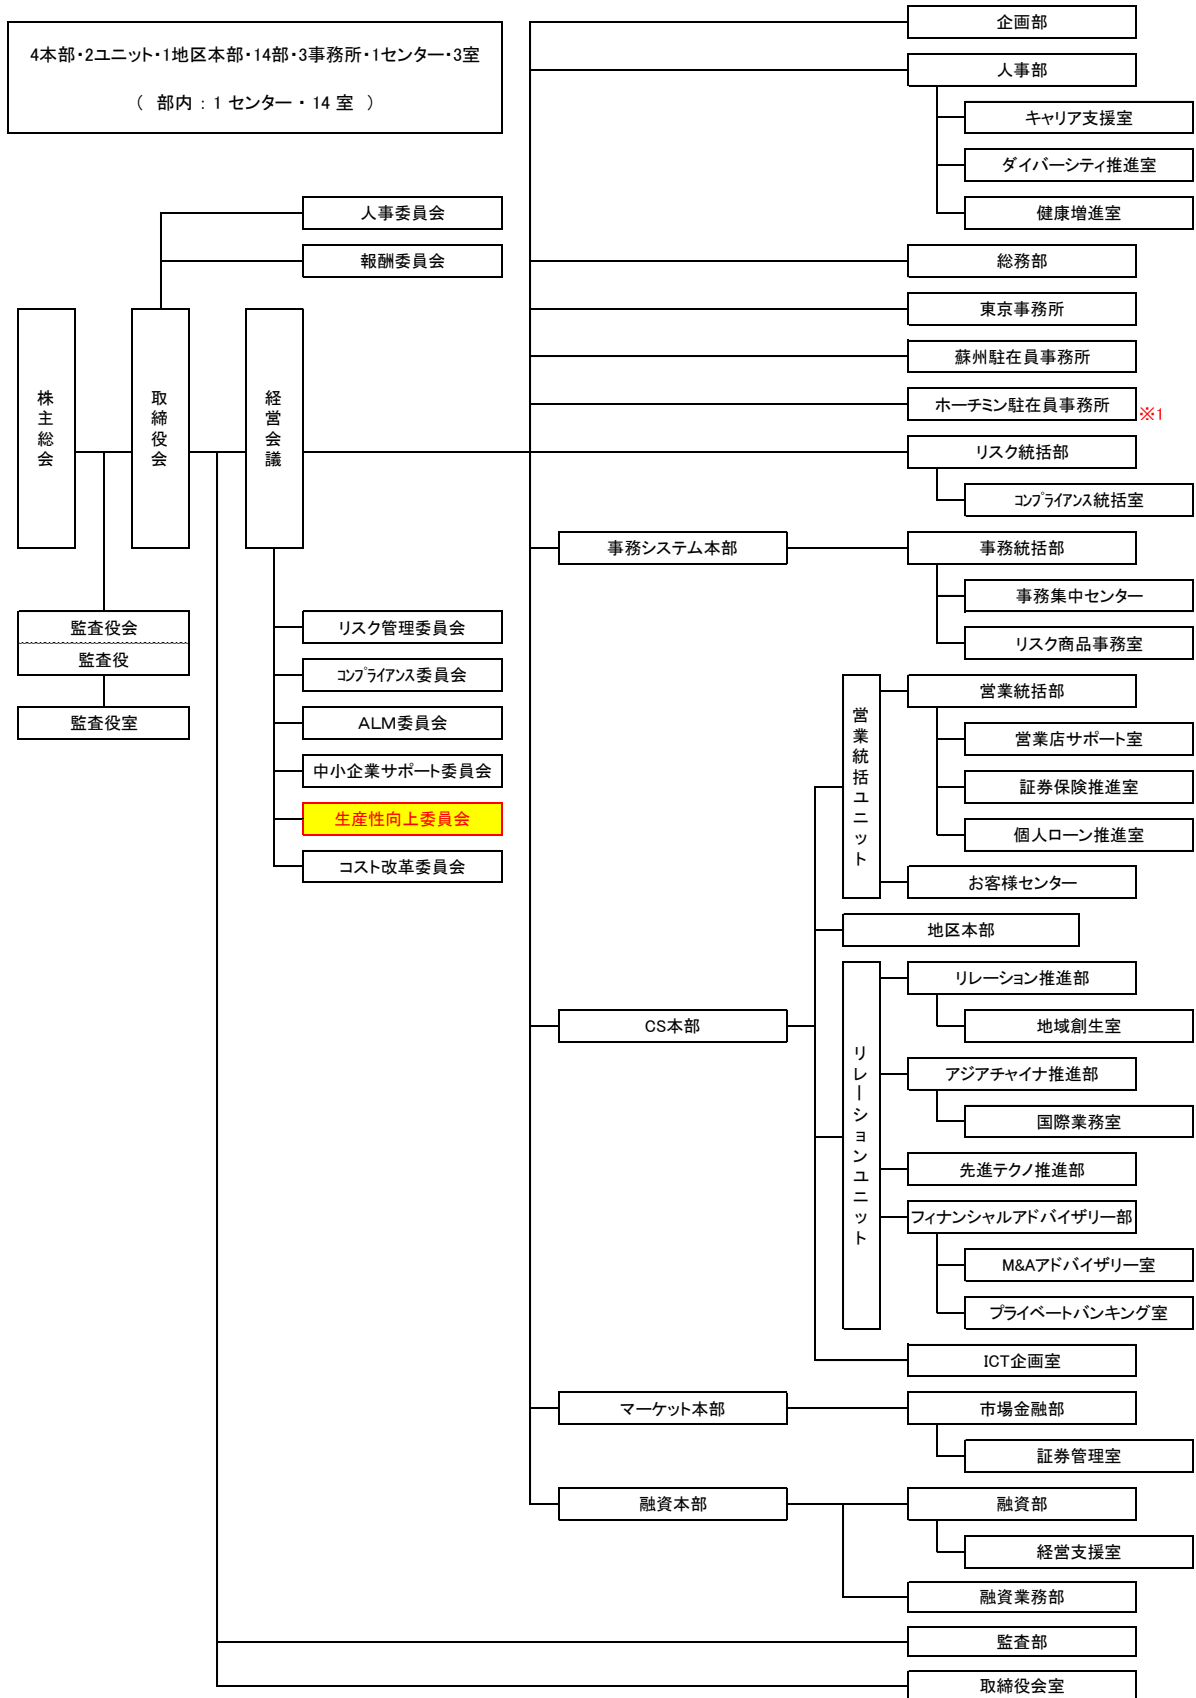 4本部・2ユニット・1地区本部・14部・3事務所・1センター・3室
（ 部内 ： 1 センター ・ 14 室 ）
企画部
人事部
キャリア支援室
ダイバーシティ推進室
健康増進室
人事委員会
報酬委員会
総務部
東京事務所
蘇州駐在員事務所
ホーチミン駐在員事務所
※1
株主総会
取締役会
経営会議
リスク統括部
コンプライアンス統括室
事務システム本部
事務統括部
事務集中センター
リスク商品事務室
監査役会
監査役
監査役室
リスク管理委員会
コンプライアンス委員会
ＡＬＭ委員会
中小企業サポート委員会
生産性向上委員会
コスト改革委員会
営業統括ユニット
営業統括部
営業店サポート室
証券保険推進室
個人ローン推進室
お客様センター
地区本部
CS本部
リレーションユニット
リレーション推進部
地域創生室
アジアチャイナ推進部
国際業務室
先進テクノ推進部
フィナンシャルアドバイザリー部
M&Aアドバイザリー室
プライベートバンキング室
ICT企画室
マーケット本部
市場金融部
証券管理室
融資本部
融資部
経営支援室
融資業務部
監査部
取締役会室